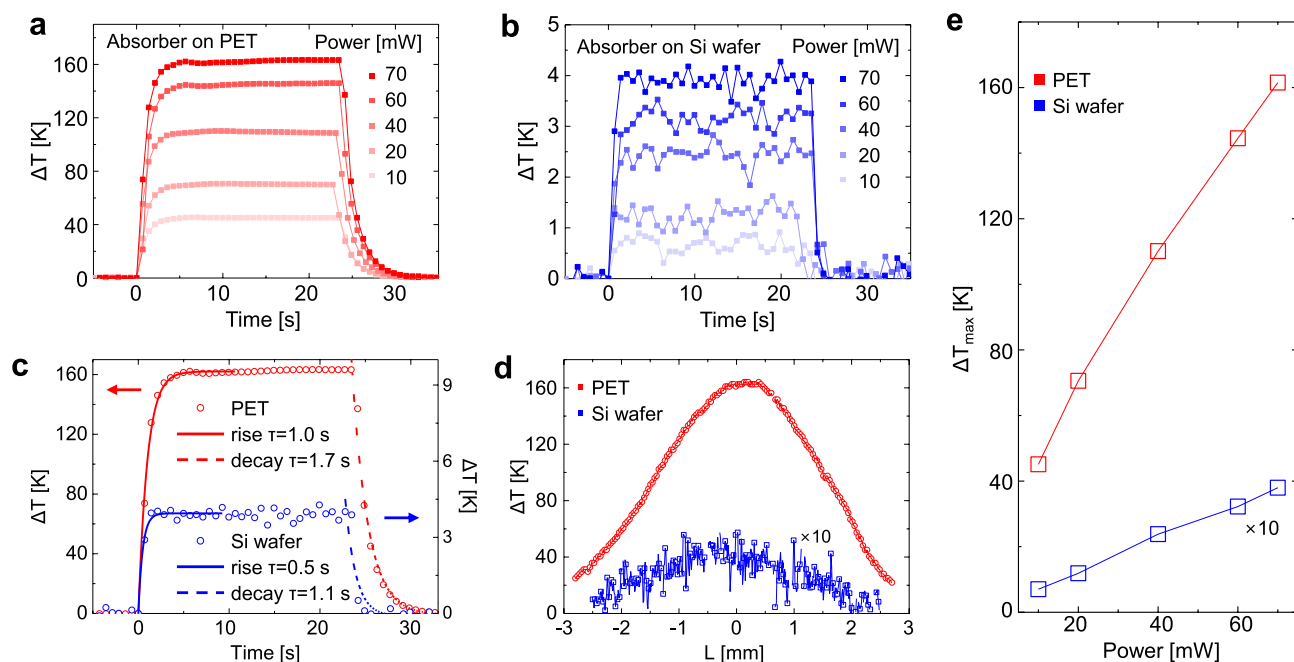 a
Absorber on PET
Power [mW]
70
60
40
20
10
160
120
80
40
0
ΔT [K]
0
10
20
30
Time [s]
b
Absorber on Si wafer
Power [mW]
70
60
40
20
10
5
4
3
2
1
0
ΔT [K]
0
10
20
30
Time [s]
c
160
120
80
40
0
ΔT [K]
PET
rise τ=1.0 s
decay τ=1.7 s
Si wafer
rise τ=0.5 s
decay τ=1.1 s
9
6
3
0
ΔT [K]
0
10
20
30
Time [s]
d
PET
Si wafer
×10
160
120
80
40
0
ΔT [K]
-3
-2
-1
0
1
2
3
L [mm]
e
PET
Si wafer
×10
160
120
80
40
0
ΔTmax [K]
20
40
60
Power [mW]